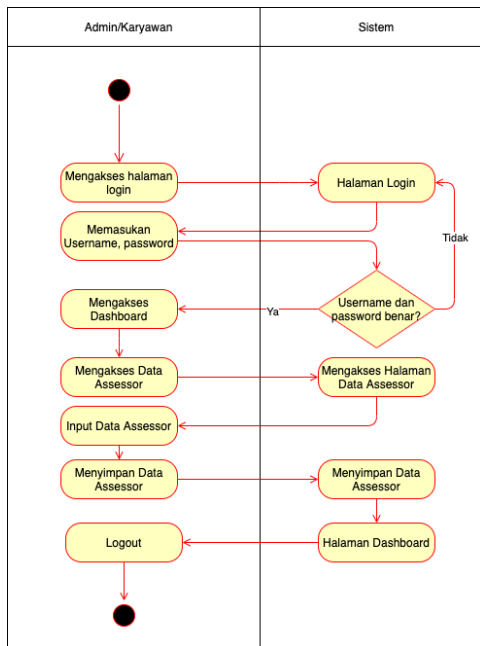 Admin/Karyawan
Sistem
Mengakses halaman
login
Halaman Login
Memasukan
Username, password
Tidak
Username dan
password benar?
Ya
Mengakses
Dashboard
Mengakses Data
Assessor
Mengakses Halaman
Data Assessor
Input Data Assessor
Menyimpan Data
Assessor
Menyimpan Data
Assessor
Halaman Dashboard
Logout